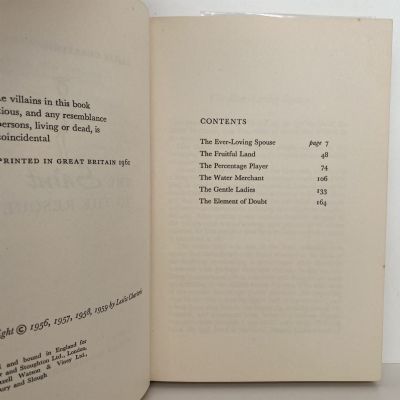 e villains in this book
tious, and any resemblance
persons, living or dead, is
coincidental
PRINTED IN GREAT BRITAIN 1961
ght © 1956, 1957, 1958, 1959 by Leslie Charteris
d and bound in England for
r and Stoughton Ltd., London,
zell Watson & Viney Ltd.,
ury and Slough
CONTENTS
The Ever-Loving Spouse page 7
The Fruitful Land 48
The Percentage Player 74
The Water Merchant 106
The Gentle Ladies 133
The Element of Doubt 164